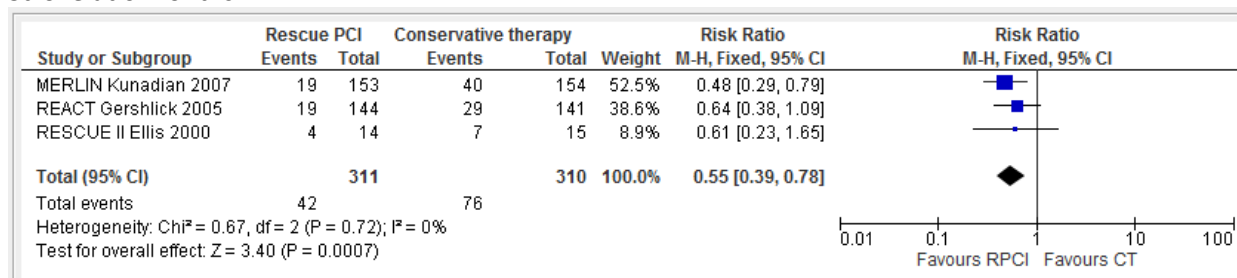 Rescue PCI Conservative therapy Risk Ratio Risk Ratio
Study or Subgroup Events Total Events Total Weight M-H, Fixed, 95% CI M-H, Fixed, 95% CI
MERLIN Kunadian 2007 19 153 40 154 52.5% 0.48 [0.29, 0.79]
REACT Gershlick 2005 19 144 29 141 38.6% 0.64 [0.38, 1.09]
RESCUE II Ellis 2000 4 14 7 15 8.9% 0.61 [0.23, 1.65]
Total (95% CI) 311 310 100.0% 0.55 [0.39, 0.78]
Total events 42 76
Heterogeneity: Chi² = 0.67, df = 2 (P = 0.72); I² = 0%
Test for overall effect: Z = 3.40 (P = 0.0007)
0.01 0.1 1 10 100
Favours RPCI Favours CT